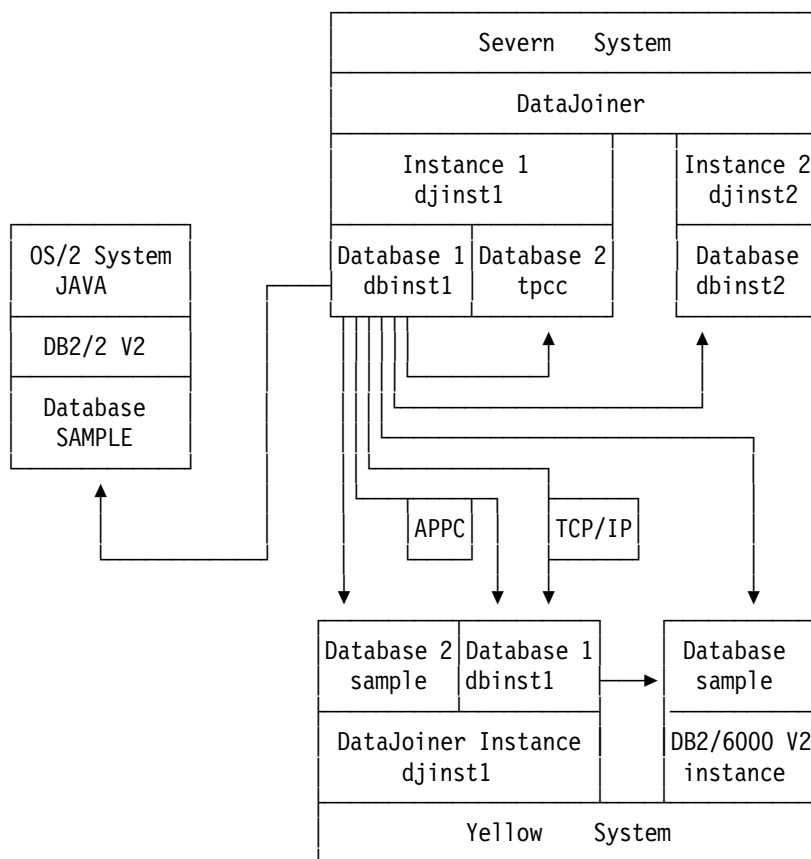 Severn System
DataJoiner
Instance 1
djinst1
Instance 2
djinst2
OS/2 System
JAVA
DB2/2 V2
Database
SAMPLE
Database 1
dbinst1
Database 2
tpcc
Database
dbinst2
APPC
TCP/IP
Database 2
sample
Database 1
dbinst1
Database
sample
DataJoiner Instance
djinst1
DB2/6000 V2
instance
Yellow System